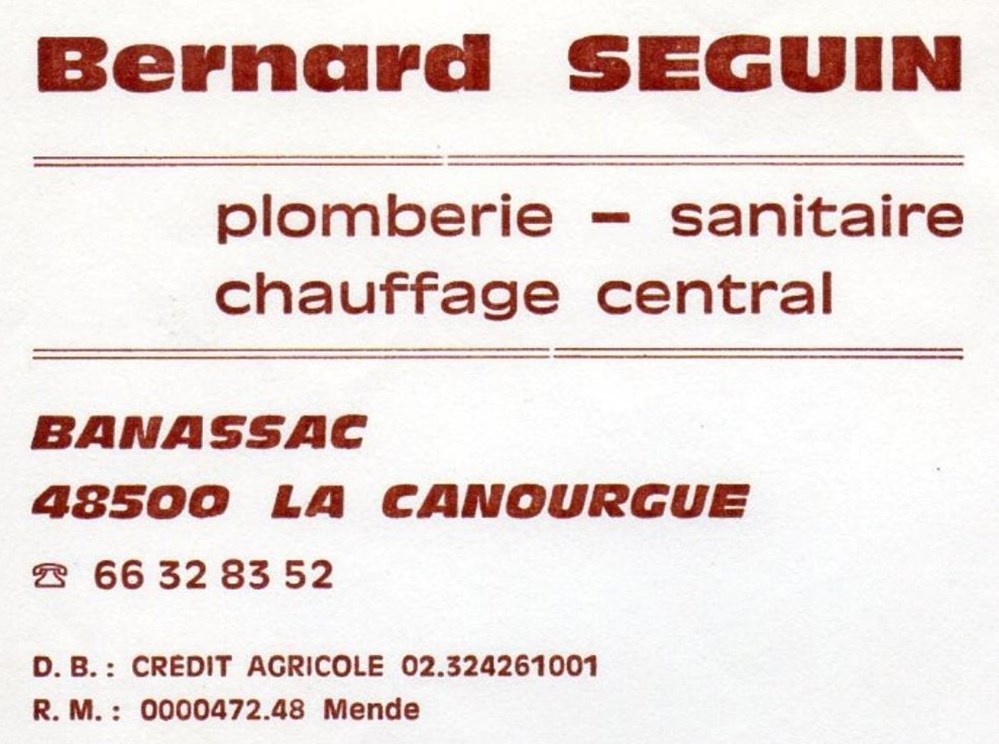 Bernard SEGUIN
plomberie – sanitaire
chauffage central
BANASSAC
48500 LA CANOURGUE
☎ 66 32 83 52
D. B. : CRÉDIT AGRICOLE 02.324261001
R. M. : 0000472.48 Mende